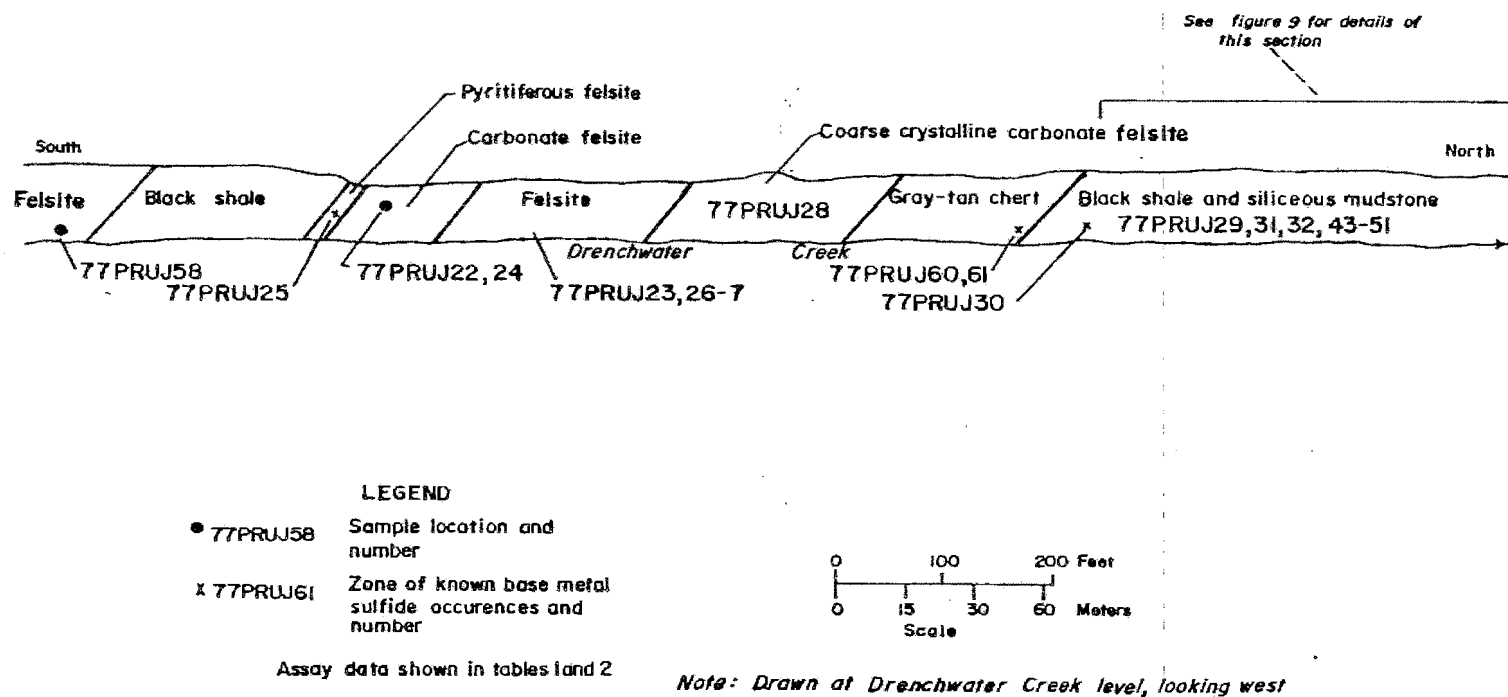 See figure 9 for details of
this section
Pyritiferous felsite
Carbonate felsite
Coarse crystalline carbonate felsite
South
North
Felsite
Black shale
Felsite
77PRUJ28
Gray-tan chert
Black shale and siliceous mudstone
77PRUJ29,31,32,43-51
Drenchwater Creek
77PRUJ58
77PRUJ25
77PRUJ22,24
77PRUJ23,26-7
77PRUJ60,61
77PRUJ30
LEGEND
77PRUJ58 Sample location and
number
x 77PRUJ61 Zone of known base metal
sulfide occurences and
number
Assay data shown in tables 1 and 2
0 100 200 Feet
0 15 30 60 Meters
Scale
Note: Drawn at Drenchwater Creek level, looking west